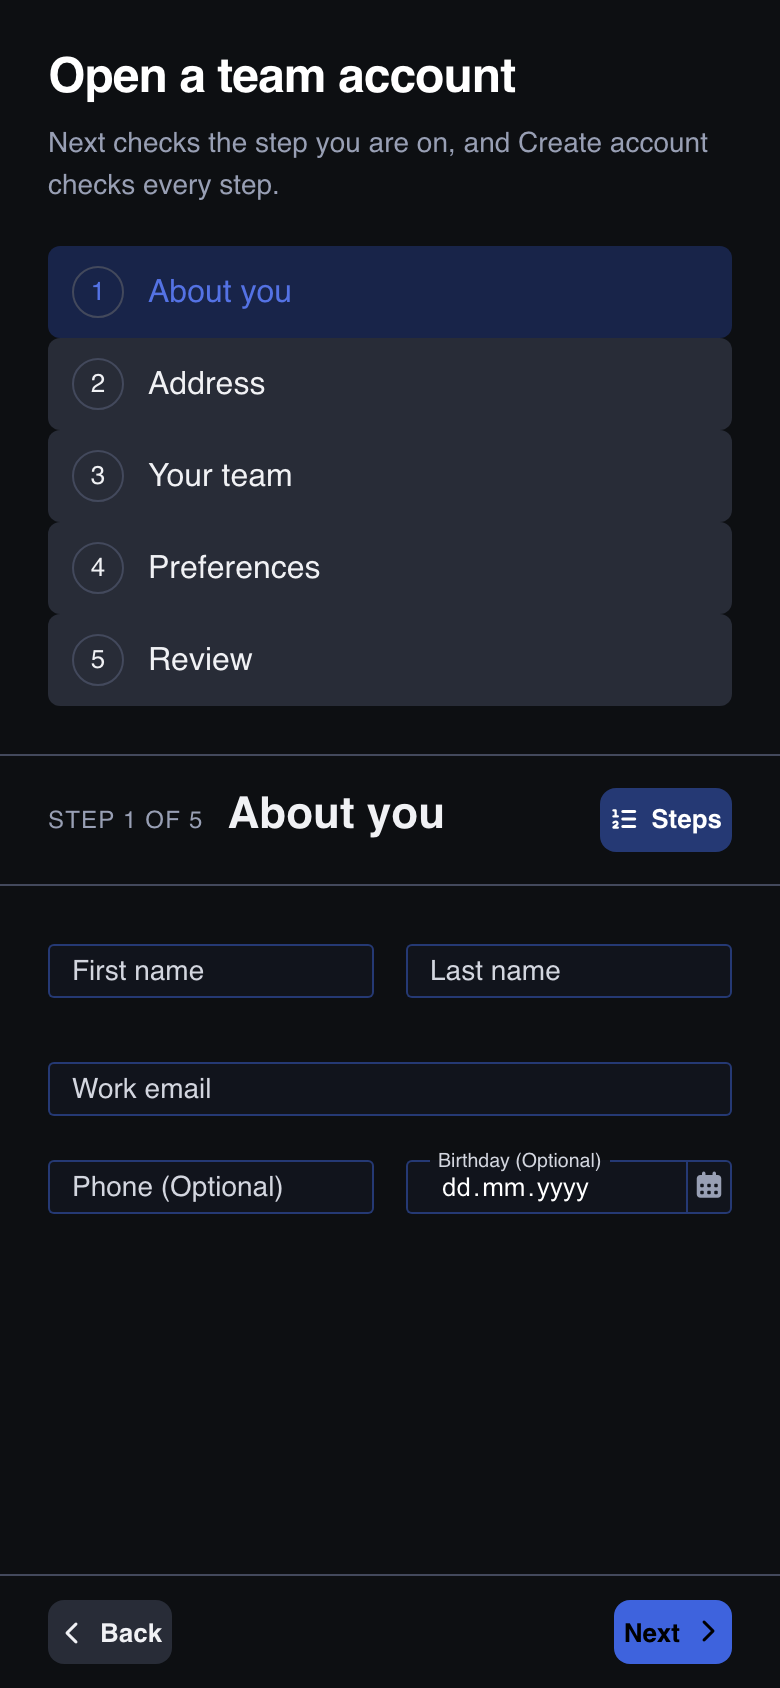 Open a team account
Next checks the step you are on, and Create account
checks every step.
1 About you
2 Address
3 Your team
4 Preferences
5 Review
STEP 1 OF 5 About you Steps
First name Last name
Work email
Birthday (Optional)
Phone (Optional) dd.mm.yyyy
Back Next